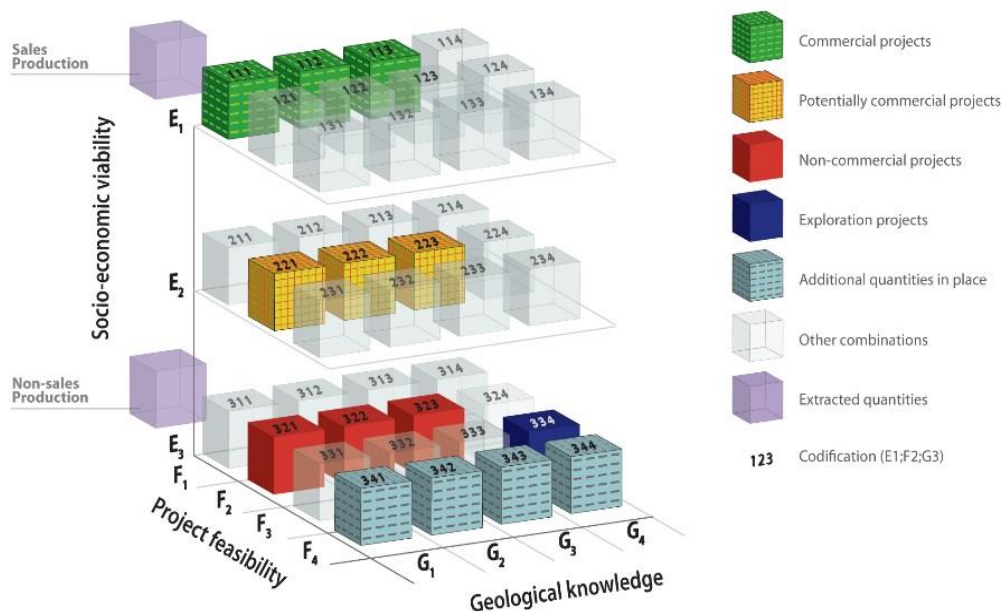 Sales
Production
Socio-economic viability
E1
111
112
113
114
121
122
123
124
131
132
133
134
E2
211
212
213
214
221
222
223
224
231
232
233
234
Non-sales
Production
E3
311
312
313
314
321
322
323
324
331
332
333
334
341
342
343
344
F1
F2
F3
F4
Project feasibility
G1
G2
G3
G4
Geological knowledge
Commercial projects
Potentially commercial projects
Non-commercial projects
Exploration projects
Additional quantities in place
Other combinations
Extracted quantities
123 Codification (E1;F2;G3)